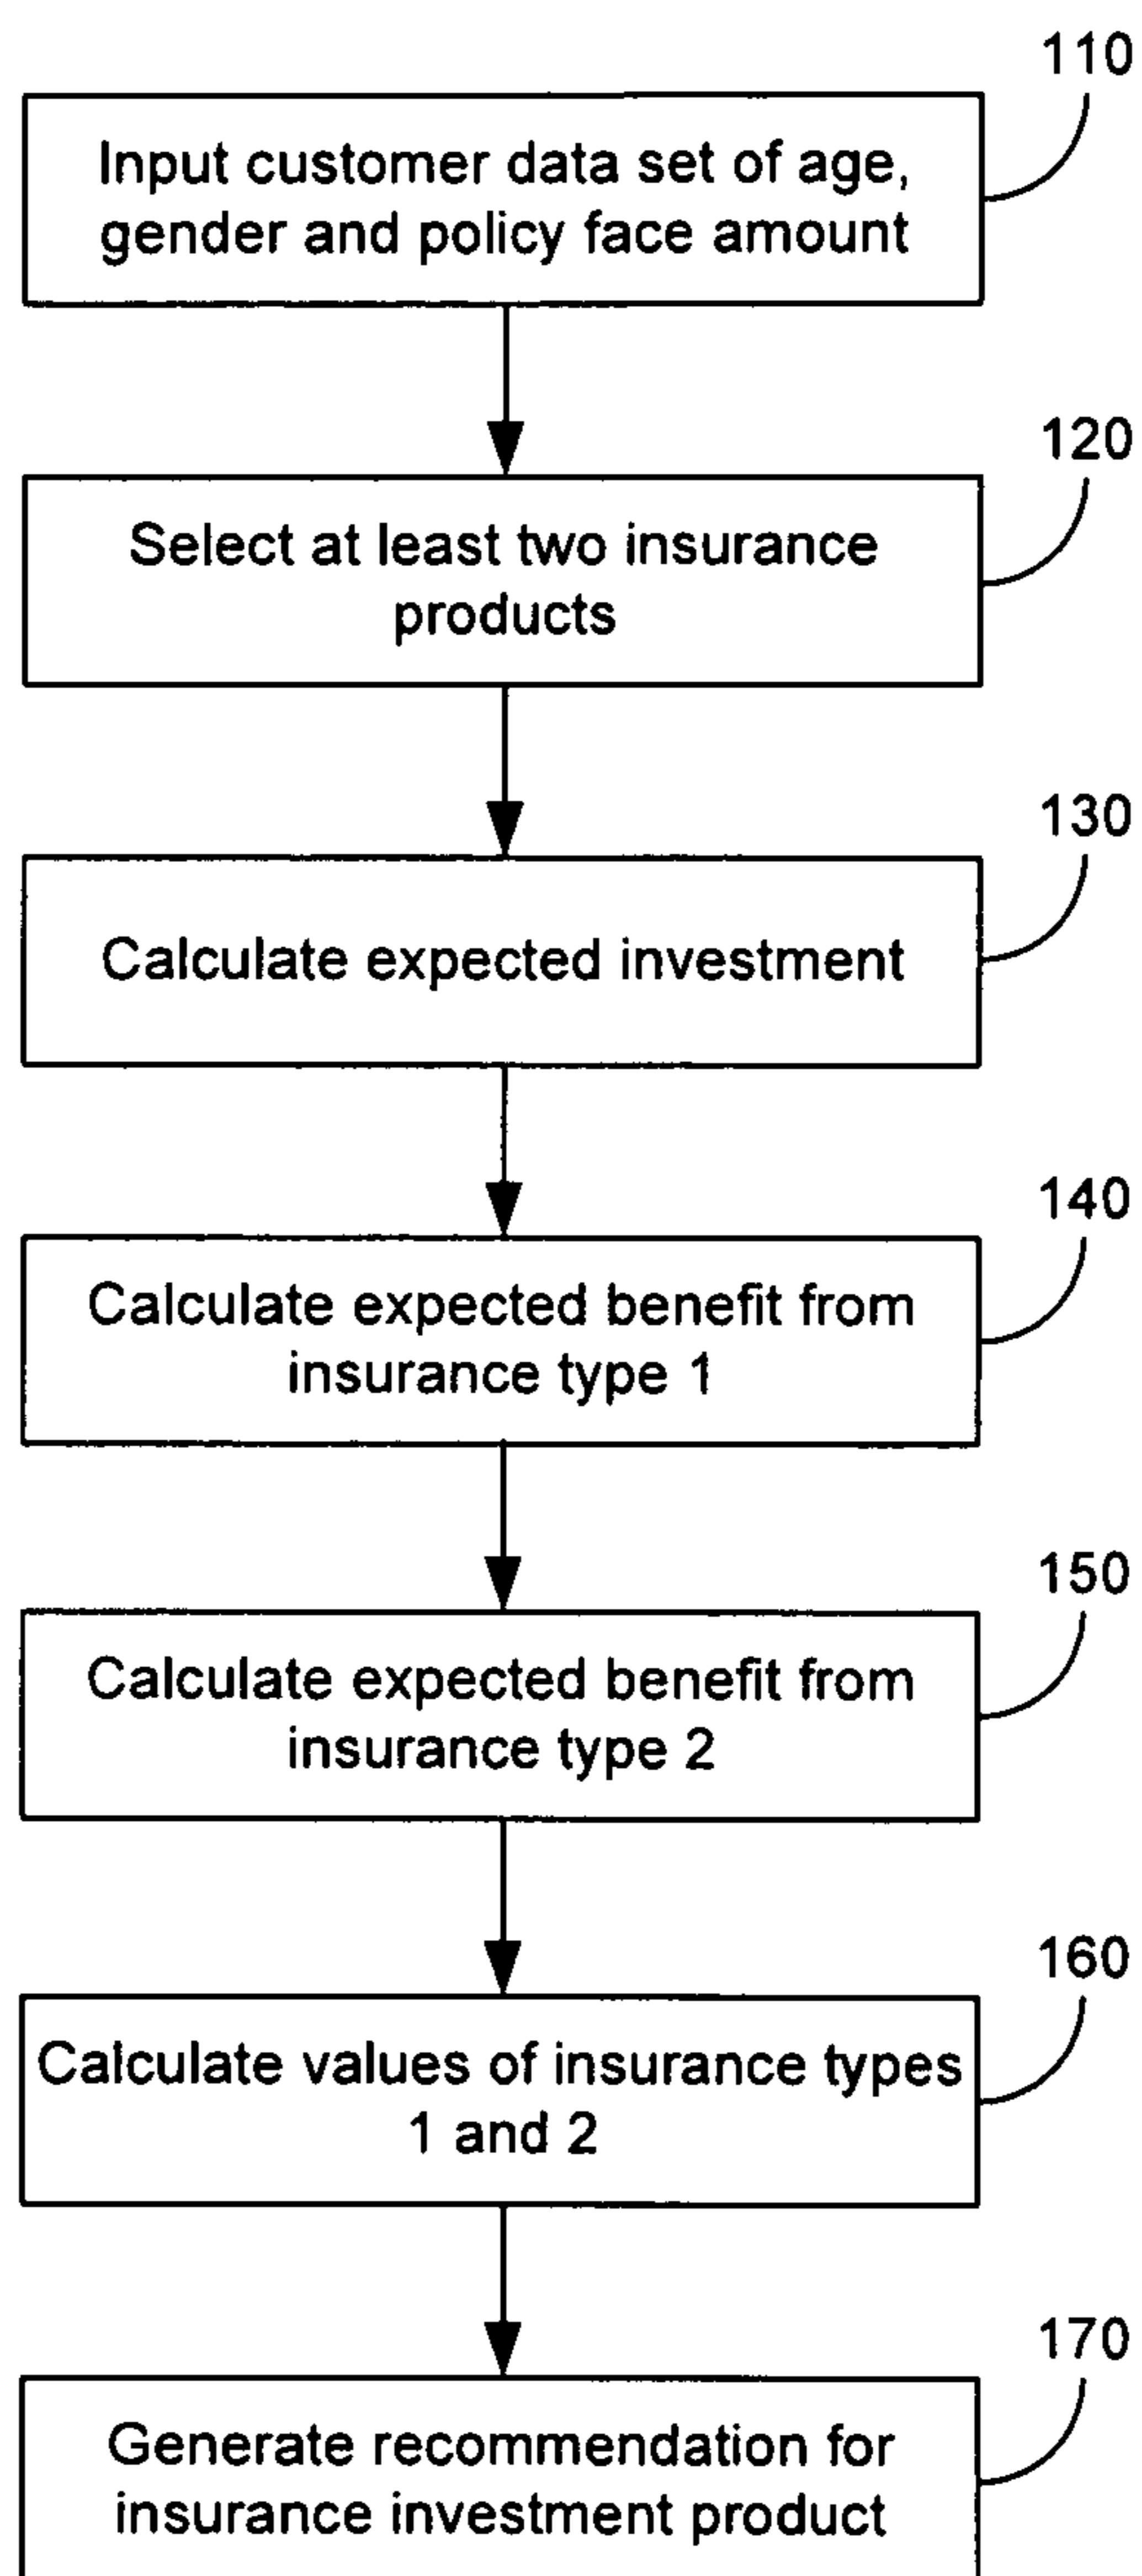 110
Input customer data set of age,
gender and policy face amount
120
Select at least two insurance
products
130
Calculate expected investment
140
Calculate expected benefit from
insurance type 1
150
Calculate expected benefit from
insurance type 2
160
Calculate values of insurance types
1 and 2
170
Generate recommendation for
insurance investment product